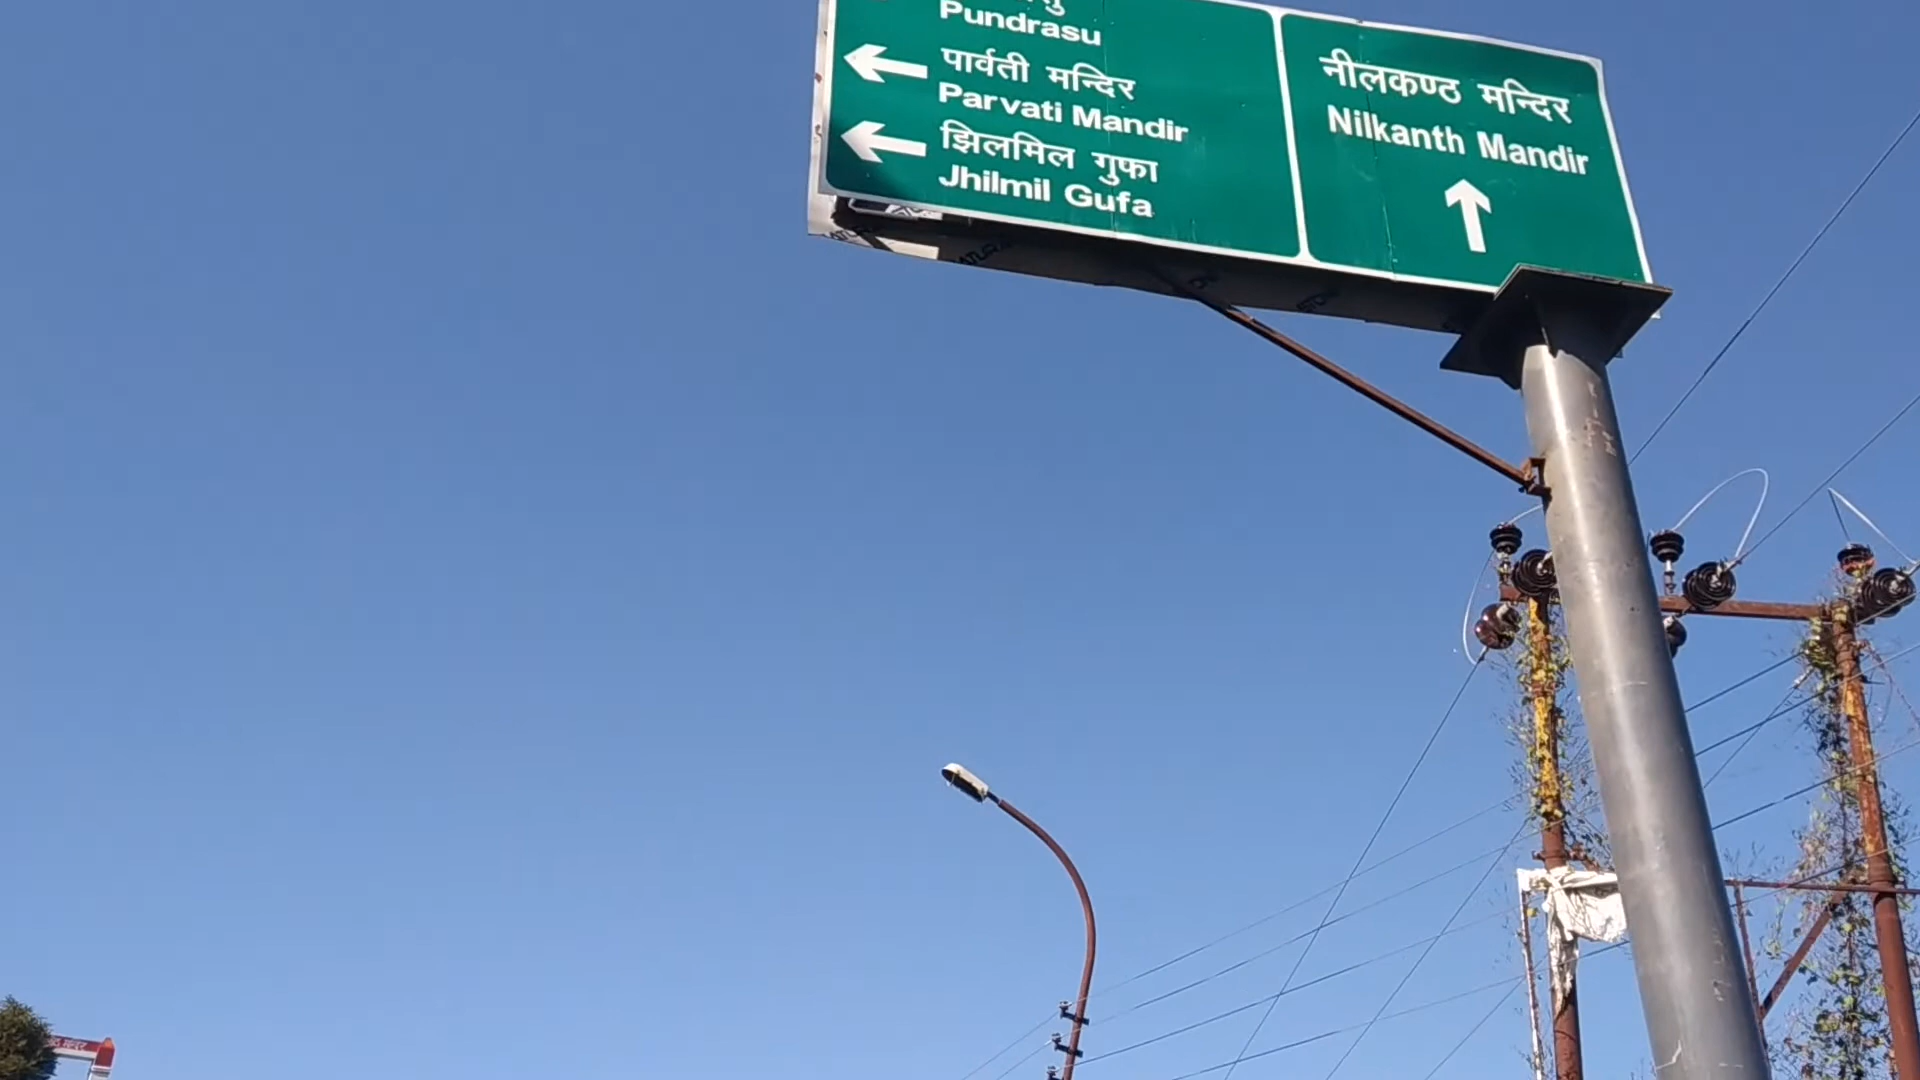 Pundrasu
पार्वती मन्दिर
Parvati Mandir
झिलमिल गुफा
Jhilmil Gufa
नीलकण्ठ मन्दिर
Nilkanth Mandir